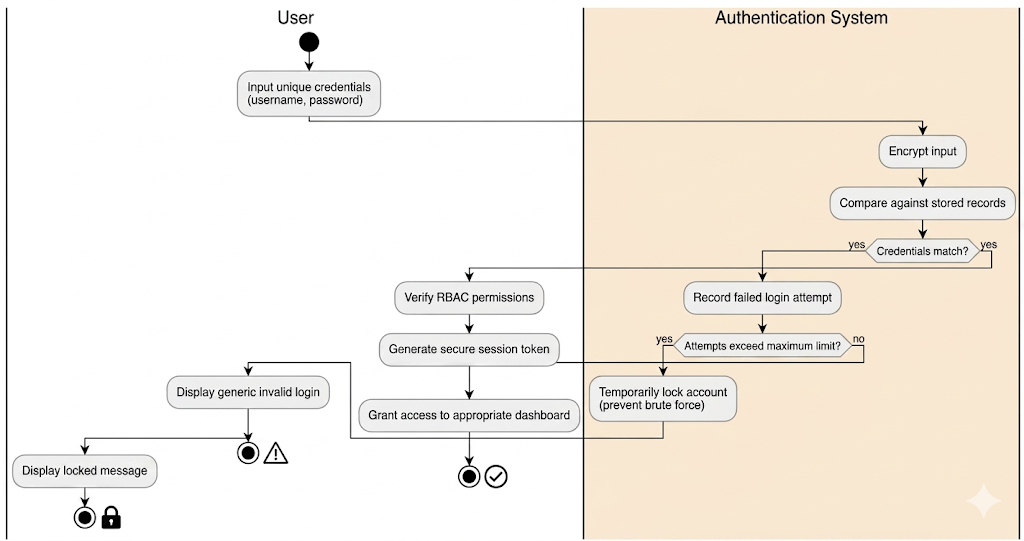 User
Authentication System
Input unique credentials
(username, password)
Encrypt input
Compare against stored records
yes
Credentials match?
yes
Verify RBAC permissions
Record failed login attempt
yes
Attempts exceed maximum limit?
no
Generate secure session token
Display generic invalid login
Temporarily lock account
(prevent brute force)
Grant access to appropriate dashboard
Display locked message